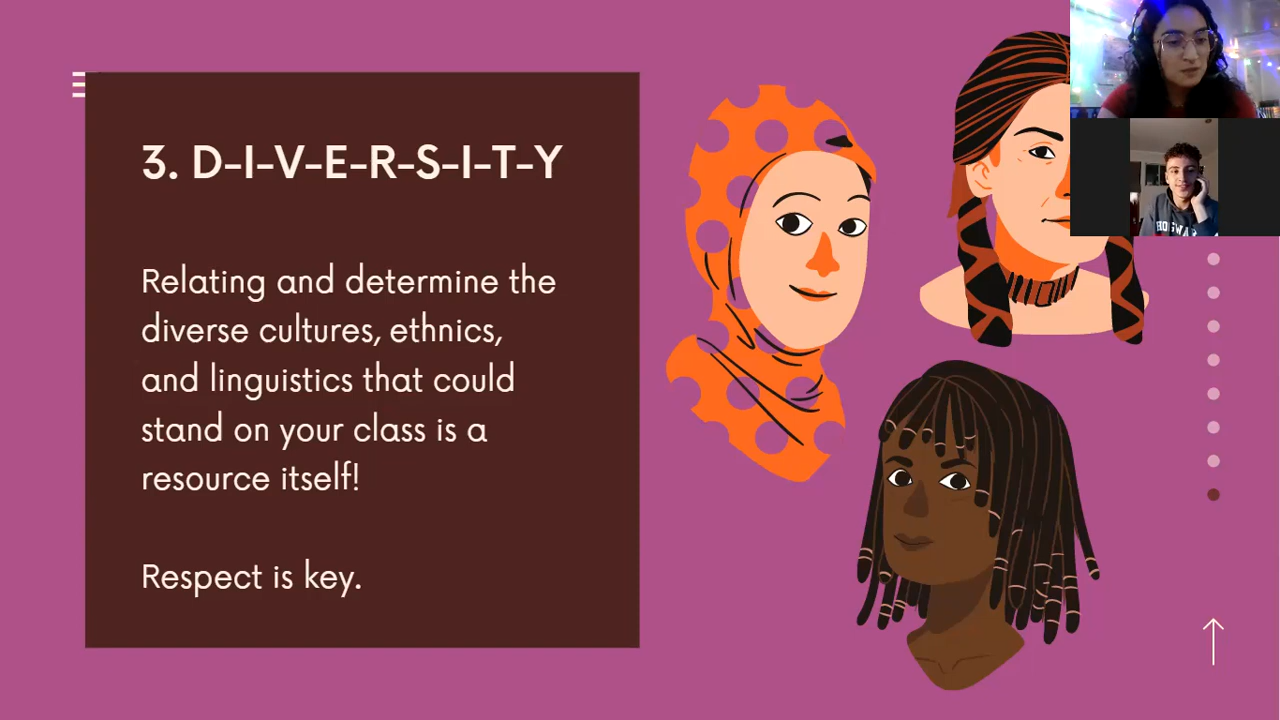 3. D-I-V-E-R-S-I-T-Y
Relating and determine the
diverse cultures, ethnics,
and linguistics that could
stand on your class is a
resource itself!
Respect is key.
HOGWA